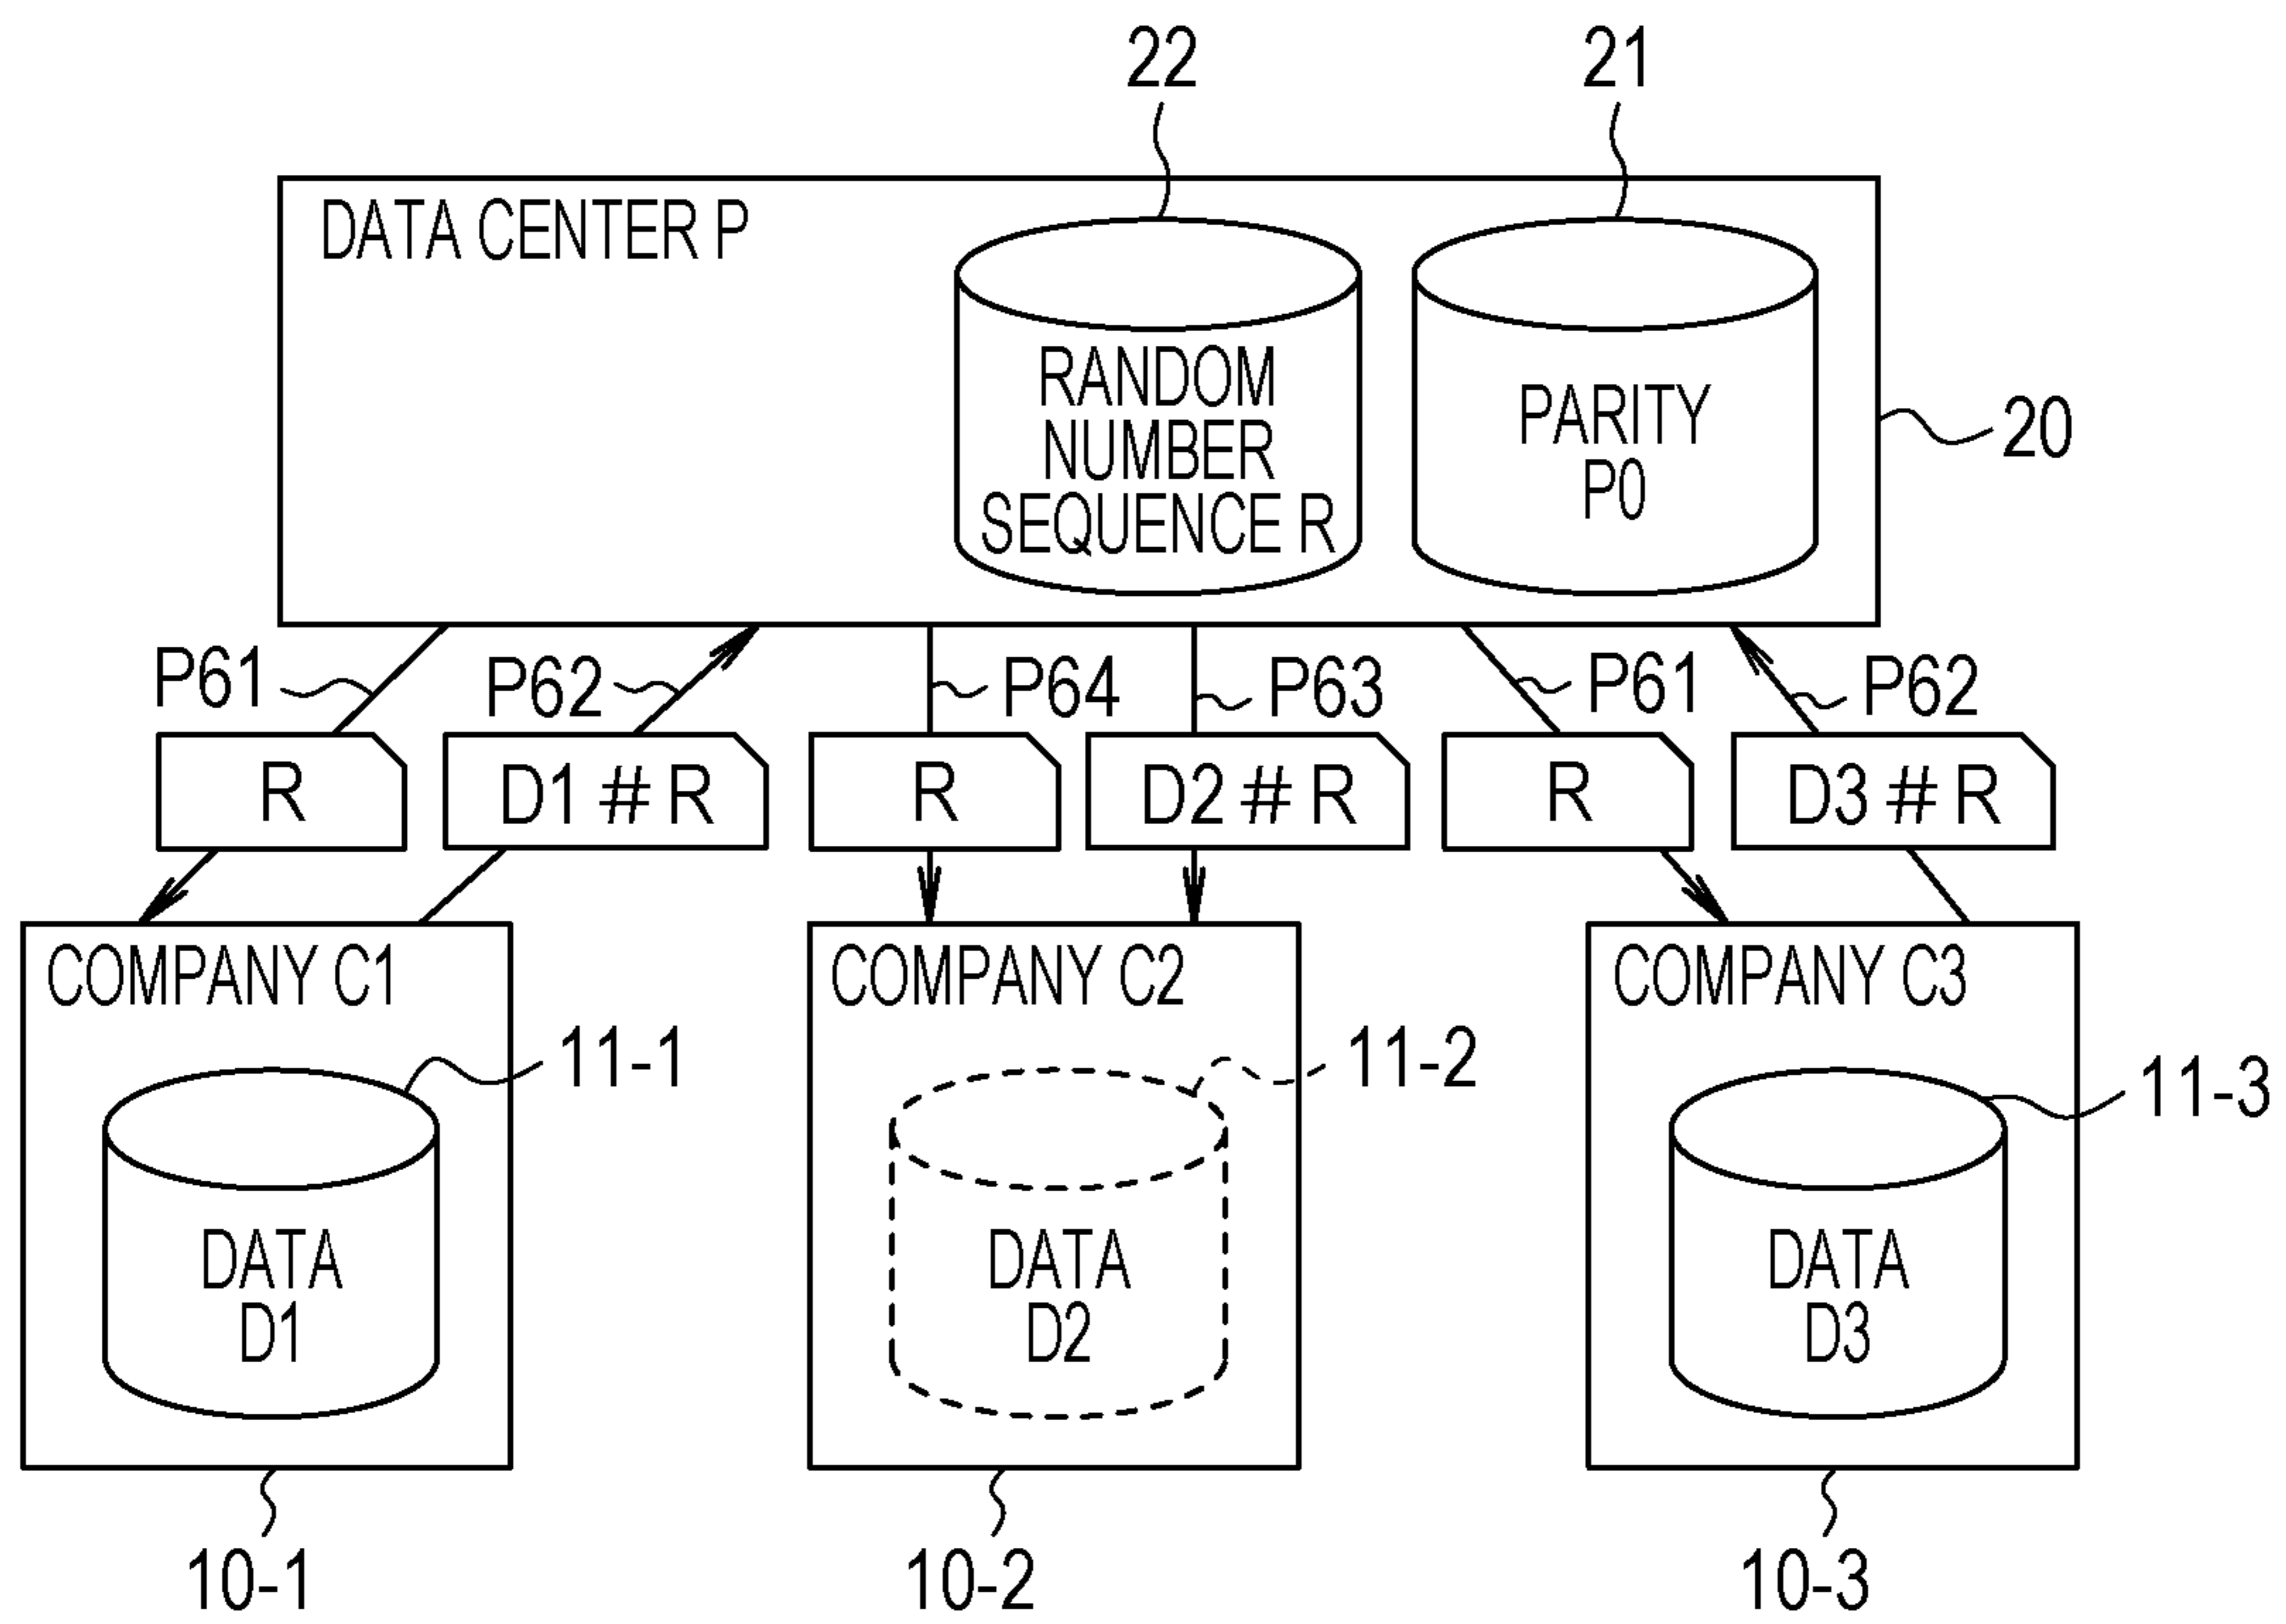 22
21
DATA CENTER P
RANDOM
NUMBER
SEQUENCE R
PARITY
P0
20
P61
P62
P64
P63
P61
P62
R
D1 # R
R
D2 # R
R
D3 # R
COMPANY C1
COMPANY C2
COMPANY C3
11-1
11-2
11-3
DATA
D1
DATA
D2
DATA
D3
10-1
10-2
10-3